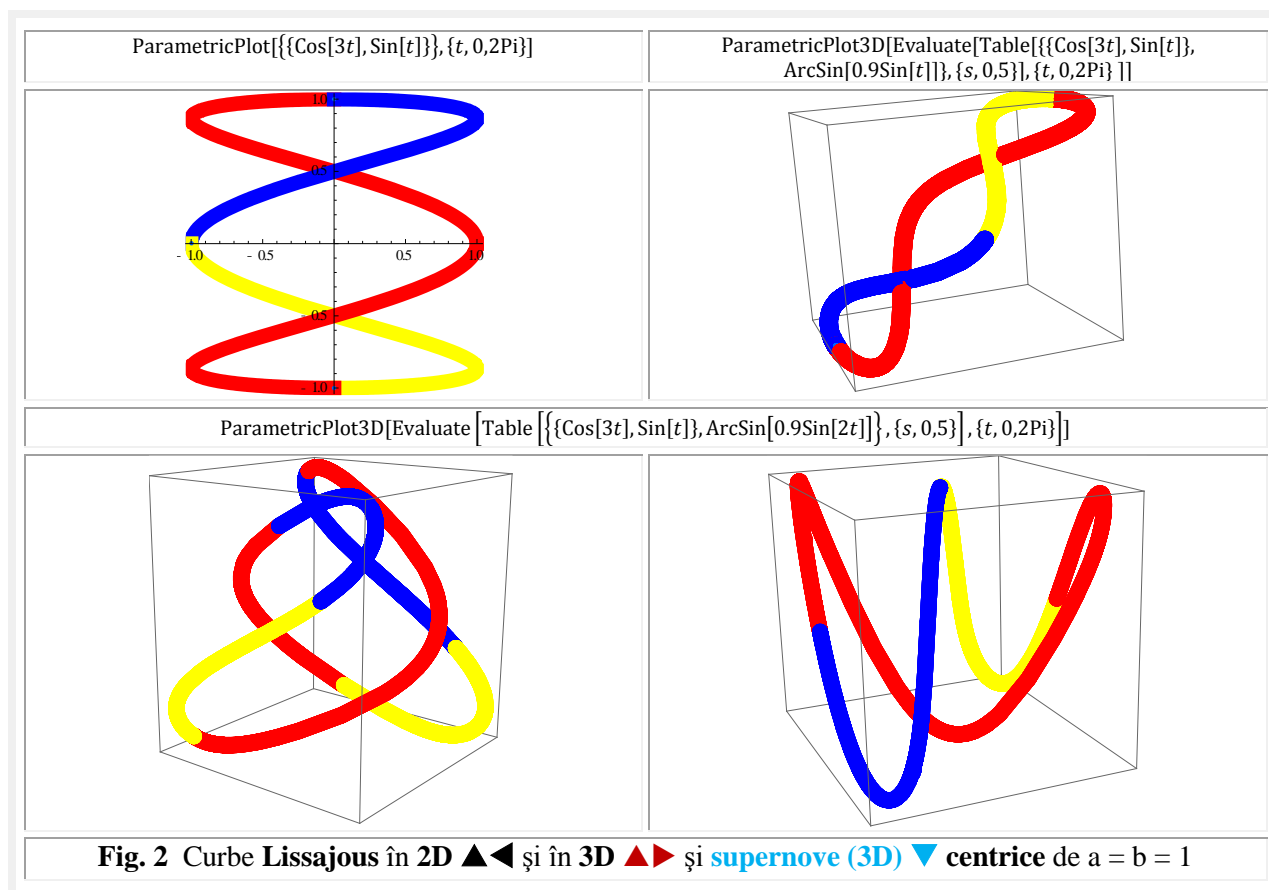 ParametricPlot[{{Cos[3t], Sin[t]}}, {t, 0,2Pi}]
ParametricPlot3D[Evaluate[Table[{{Cos[3t], Sin[t]},
ArcSin[0.9Sin[t]]}, {s, 0,5}], {t, 0,2Pi} ]]
1.0
0.5
- 1.0
- 0.5
0.5
1.0
- 0.5
- 1.0
ParametricPlot3D[Evaluate [Table [{{Cos[3t], Sin[t]}, ArcSin[0.9Sin[2t]]}, {s, 0,5}], {t, 0,2Pi}]]
Fig. 2 Curbe Lissajous în 2D ▲◄ şi în 3D ▲► şi supernove (3D) ▼ centrice de a = b = 1